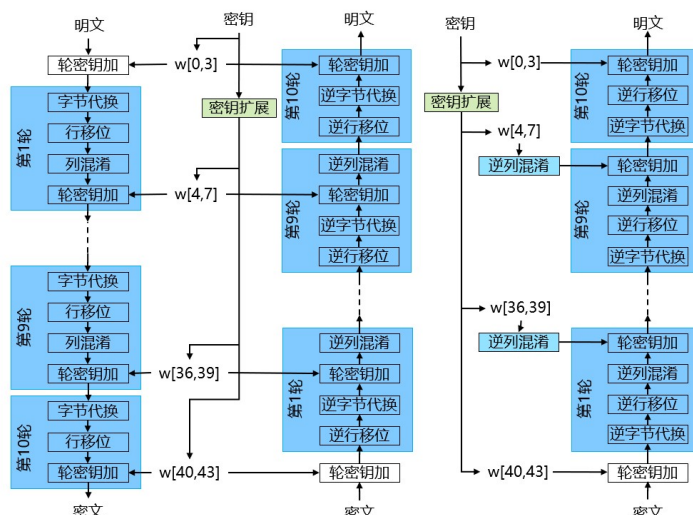 明文
轮密钥加
第1轮
字节代换
行移位
列混淆
轮密钥加
第9轮
字节代换
行移位
列混淆
轮密钥加
第10轮
字节代换
行移位
轮密钥加
密文
密钥
w[0,3]
密钥扩展
w[4,7]
w[36,39]
w[40,43]
明文
第10轮
轮密钥加
逆字节代换
逆行移位
第9轮
逆列混淆
轮密钥加
逆字节代换
逆行移位
第1轮
逆列混淆
轮密钥加
逆字节代换
逆行移位
轮密钥加
密文
密钥
w[0,3]
密钥扩展
w[4,7]
逆列混淆
w[36,39]
逆列混淆
w[40,43]
明文
第10轮
轮密钥加
逆行移位
逆字节代换
第9轮
轮密钥加
逆列混淆
逆行移位
逆字节代换
第1轮
轮密钥加
逆列混淆
逆行移位
逆字节代换
轮密钥加
密文